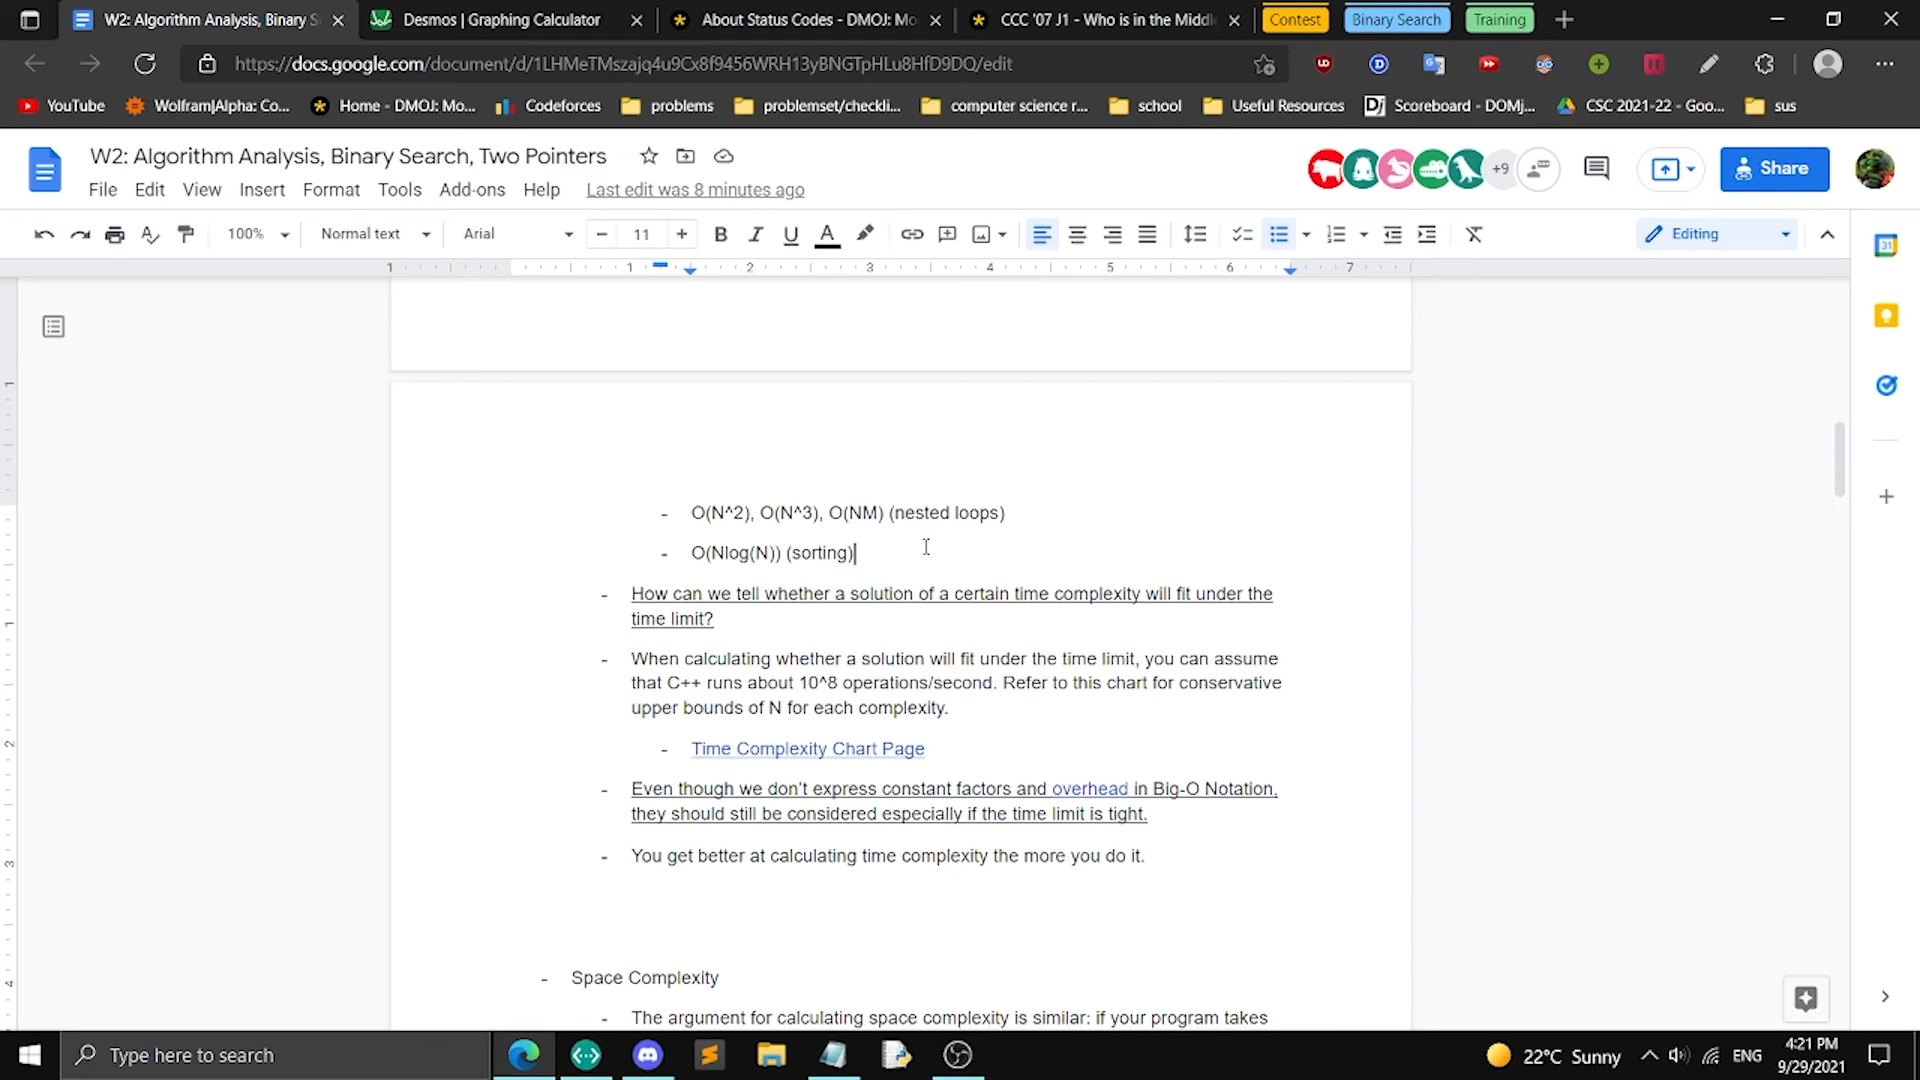 W2: Algorithm Analysis, Binary S
Desmos | Graphing Calculator
About Status Codes - DMOJ: Mo
CCC '07 J1 - Who is in the Middl
Contest
Binary Search
Training
https://docs.google.com/document/d/1LHMeTMszajq4u9Cx8f9456WRH13yBNGTpHLu8HfD9DQ/edit
YouTube
Wolfram|Alpha: Co...
Home - DMOJ: Mo...
Codeforces
problems
problemset/checkli...
computer science r...
school
Useful Resources
Scoreboard - DOMj...
CSC 2021-22 - Goo...
sus
W2: Algorithm Analysis, Binary Search, Two Pointers
+9
Share
File Edit View Insert Format Tools Add-ons Help Last edit was 8 minutes ago
100% Normal text Arial 11 Editing
1 1 2 3 4 5 6 7
- O(N^2), O(N^3), O(NM) (nested loops)
- O(Nlog(N)) (sorting)
- How can we tell whether a solution of a certain time complexity will fit under the
time limit?
- When calculating whether a solution will fit under the time limit, you can assume
that C++ runs about 10^8 operations/second. Refer to this chart for conservative
upper bounds of N for each complexity.
- Time Complexity Chart Page
- Even though we don't express constant factors and overhead in Big-O Notation,
they should still be considered especially if the time limit is tight.
- You get better at calculating time complexity the more you do it.
- Space Complexity
- The argument for calculating space complexity is similar: if your program takes
Type here to search
22°C Sunny
ENG
4:21 PM
9/29/2021